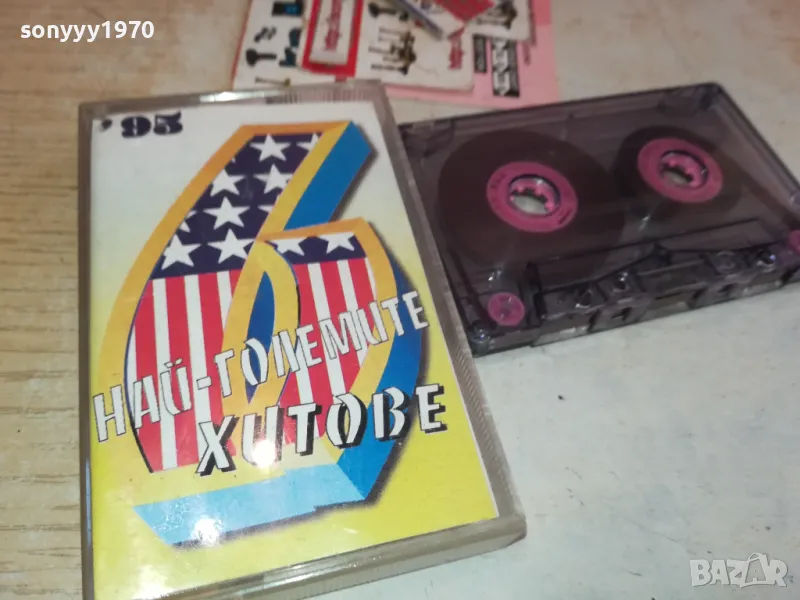 sonyyy1970
'95
6
НАЙ-ГОЛЕМИТЕ
ХИТОВЕ
BAZAR